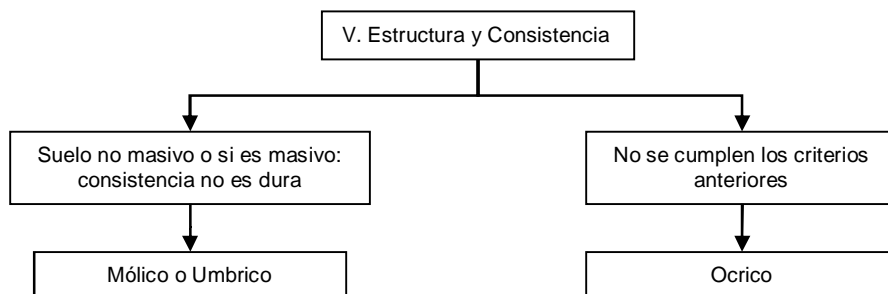 V. Estructura y Consistencia
Suelo no masivo o si es masivo:
consistencia no es dura
No se cumplen los criterios
anteriores
Mólico o Umbrico
Ocrico